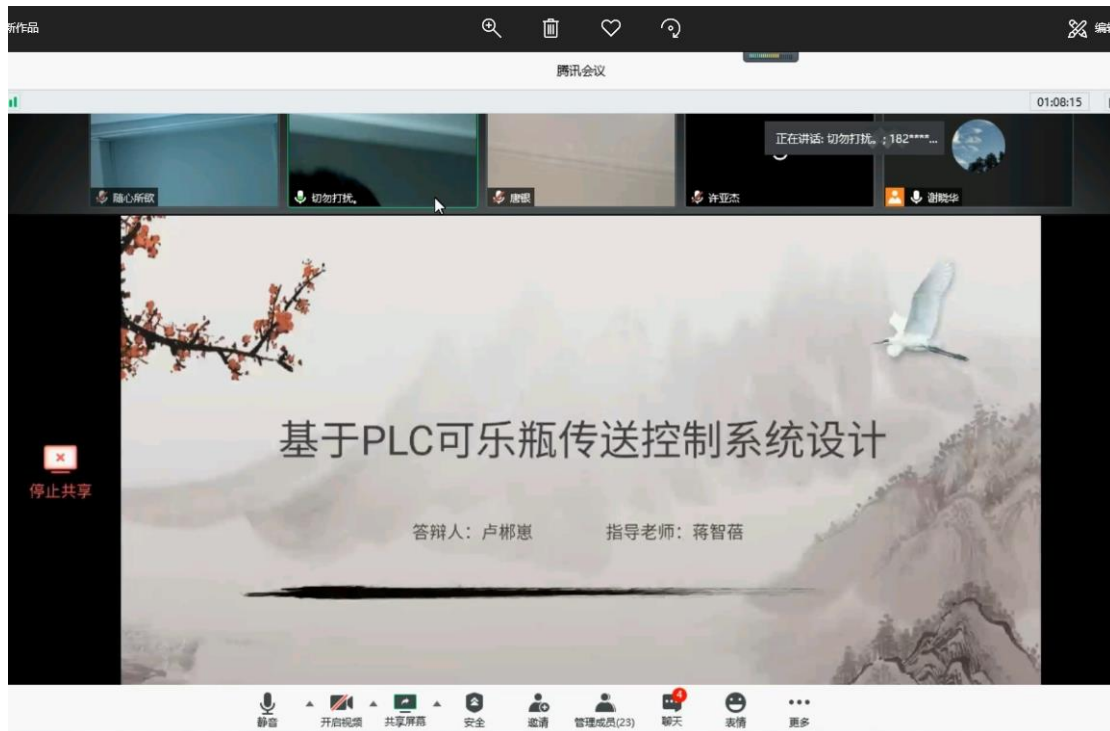 新作品
编辑
腾讯会议
01:08:15
正在讲话: 切勿打扰。; 182****...
随心所欲
切勿打扰。
唐银
许亚杰
谢晓华
基于PLC可乐瓶传送控制系统设计
停止共享
答辩人：卢郴崽 指导老师：蒋智蓓
4
静音 开启视频 共享屏幕 安全 邀请 管理成员(23) 聊天 表情 更多